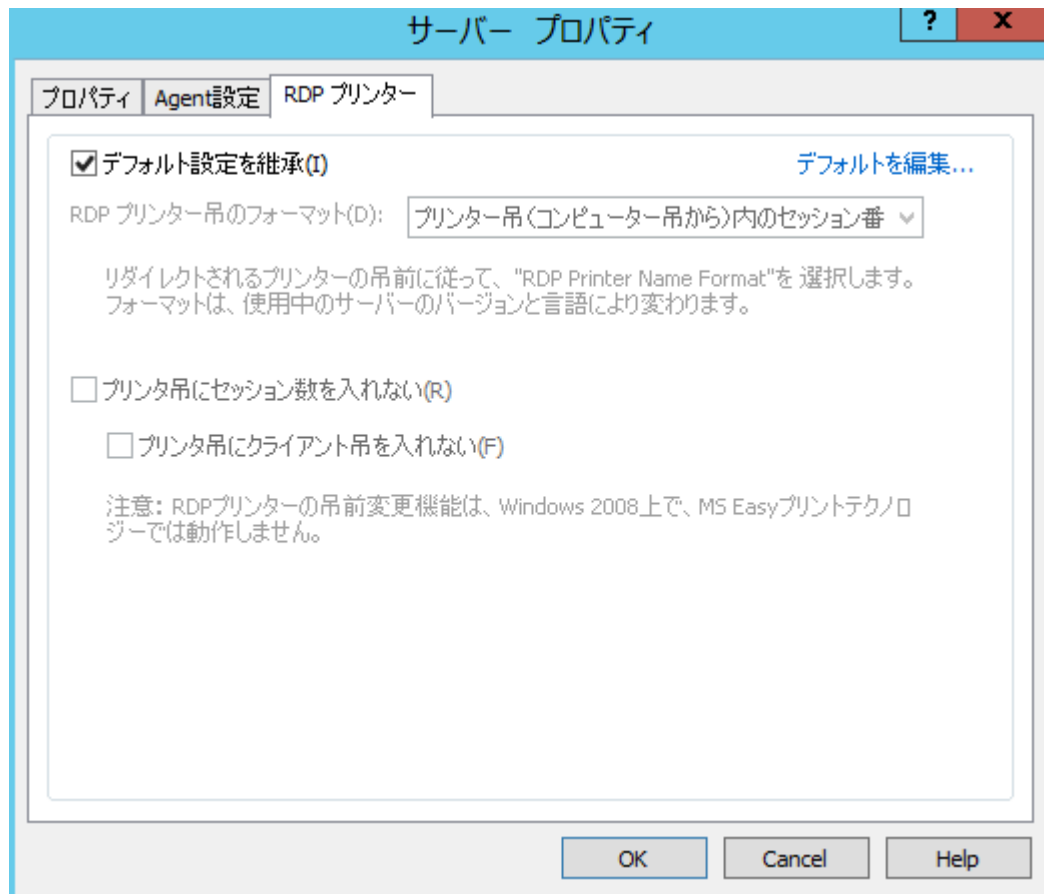 サーバー プロパティ
?
x
プロパティ
Agent設定
RDP プリンター
デフォルト設定を継承(I)
デフォルトを編集...
RDP プリンター吊のフォーマット(D):
プリンター吊(コンピューター吊から)内のセッション番
リダイレクトされるプリンターの吊前に従って、"RDP Printer Name Format"を 選択します。
フォーマットは、使用中のサーバーのバージョンと言語により変わります。
プリンタ吊にセッション数を入れない(R)
プリンタ吊にクライアント吊を入れない(F)
注意: RDPプリンターの吊前変更機能は、Windows 2008上で、MS Easyプリントテクノロ
ジーでは動作しません。
OK
Cancel
Help